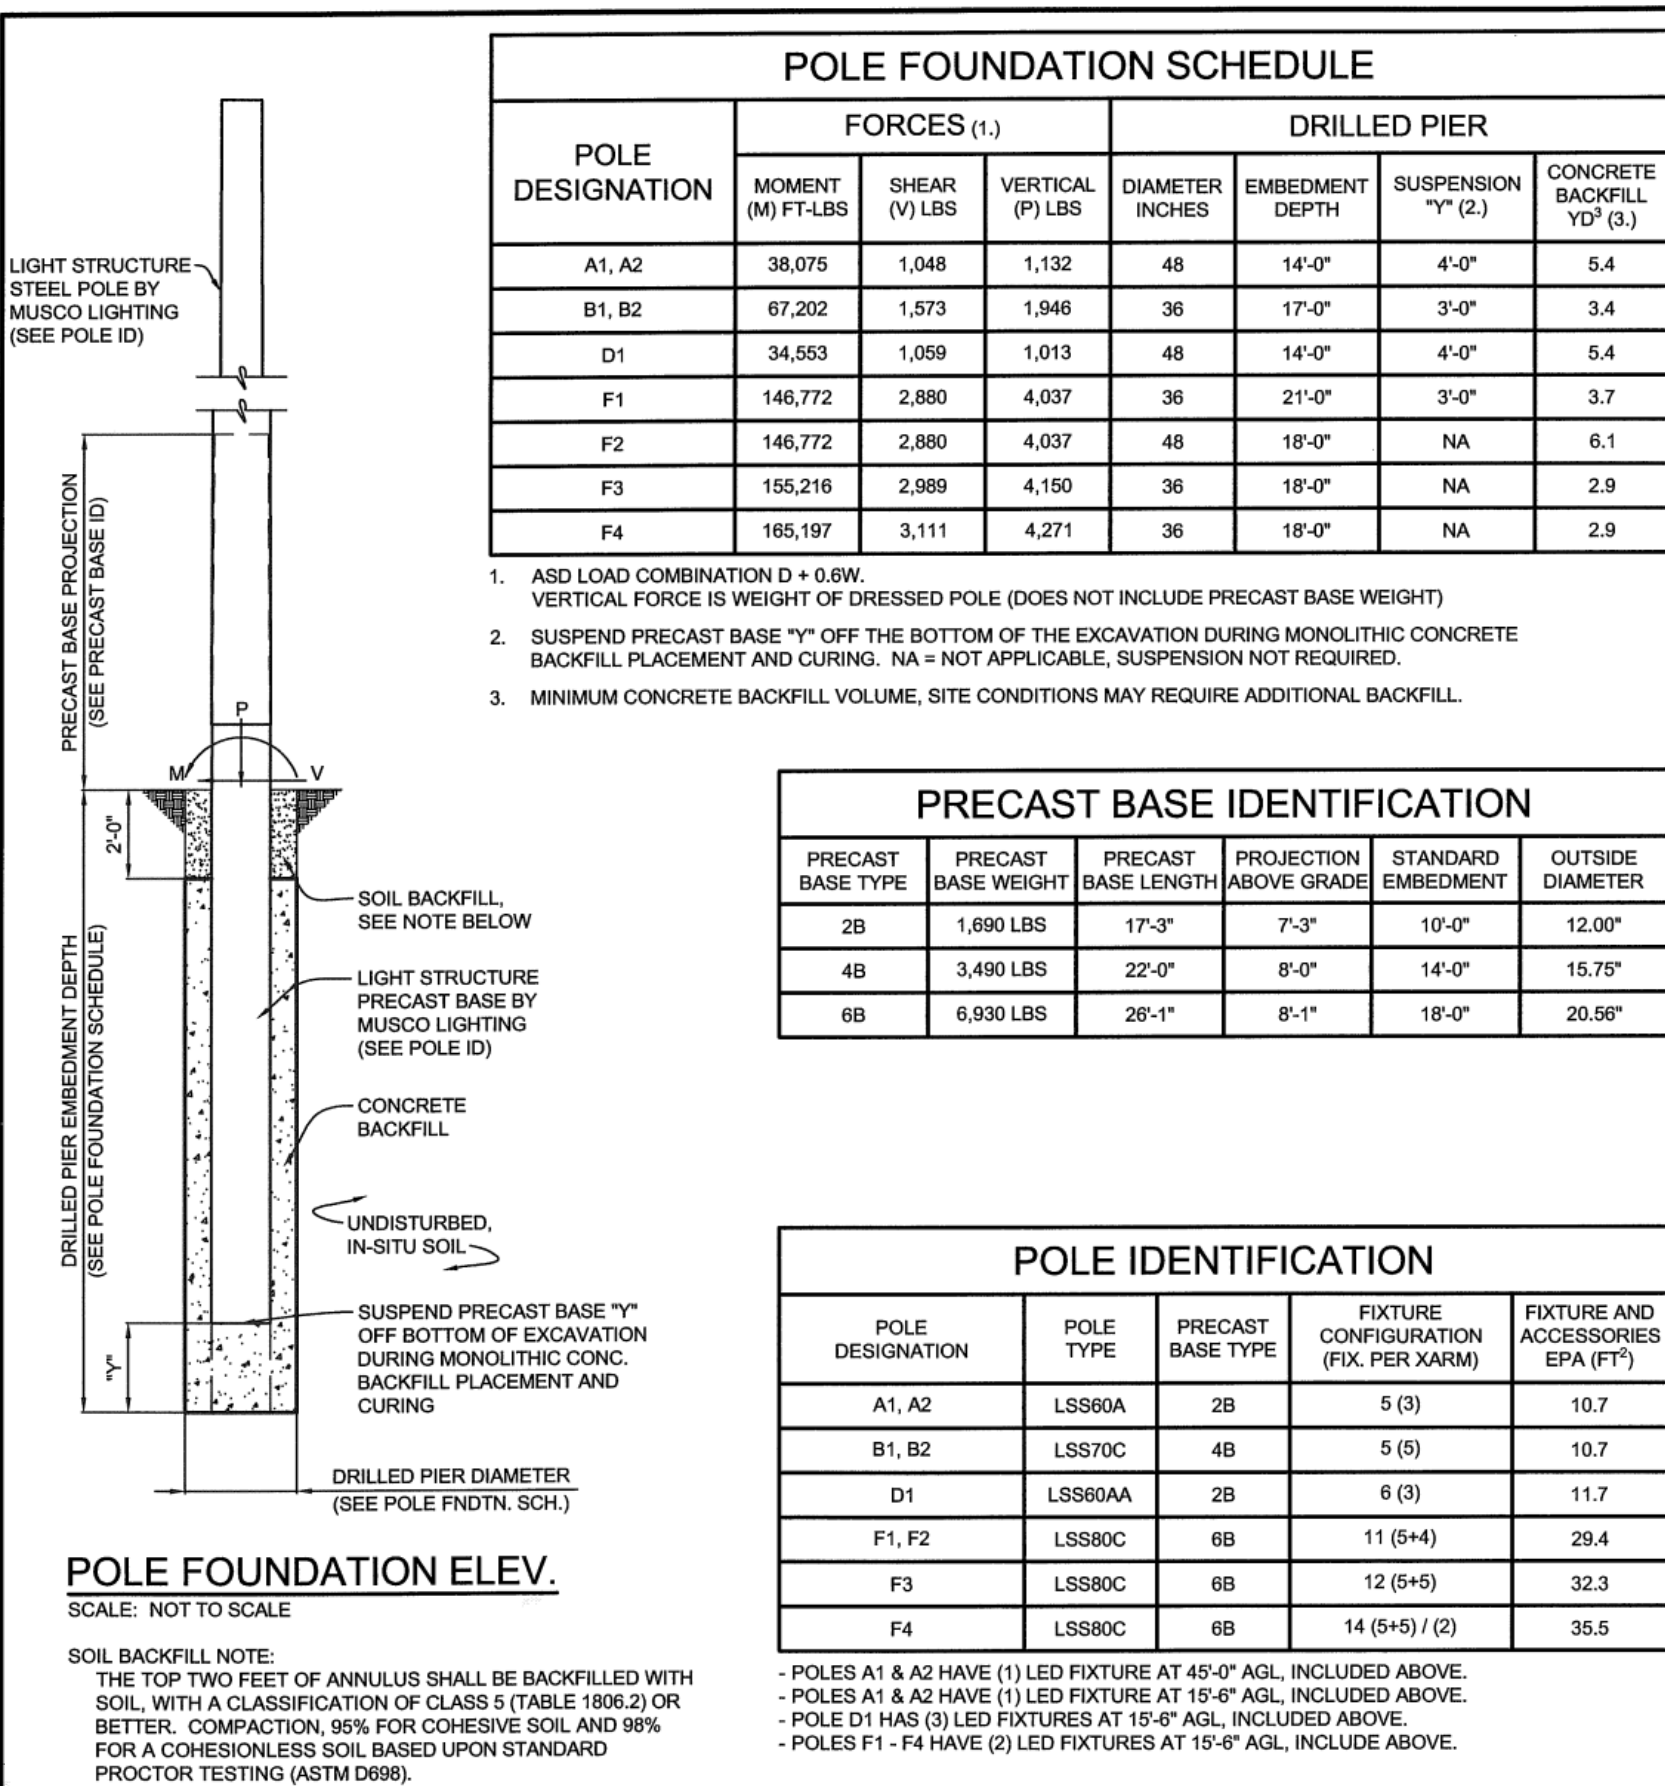 LIGHT STRUCTURE
STEEL POLE BY
MUSCO LIGHTING
(SEE POLE ID)
PRECAST BASE PROJECTION
(SEE PRECAST BASE ID)
P
M
V
2'-0"
DRILLED PIER EMBEDMENT DEPTH
(SEE POLE FOUNDATION SCHEDULE)
SOIL BACKFILL,
SEE NOTE BELOW
LIGHT STRUCTURE
PRECAST BASE BY
MUSCO LIGHTING
(SEE POLE ID)
CONCRETE
BACKFILL
UNDISTURBED,
IN-SITU SOIL
SUSPEND PRECAST BASE "Y"
OFF BOTTOM OF EXCAVATION
DURING MONOLITHIC CONC.
BACKFILL PLACEMENT AND
CURING
"Y"
DRILLED PIER DIAMETER
(SEE POLE FNDTN. SCH.)
POLE FOUNDATION ELEV.
SCALE: NOT TO SCALE
SOIL BACKFILL NOTE:
THE TOP TWO FEET OF ANNULUS SHALL BE BACKFILLED WITH
SOIL, WITH A CLASSIFICATION OF CLASS 5 (TABLE 1806.2) OR
BETTER. COMPACTION, 95% FOR COHESIVE SOIL AND 98%
FOR A COHESIONLESS SOIL BASED UPON STANDARD
PROCTOR TESTING (ASTM D698).
POLE FOUNDATION SCHEDULE
POLE DESIGNATION
FORCES (1.)
DRILLED PIER
MOMENT (M) FT-LBS
SHEAR (V) LBS
VERTICAL (P) LBS
DIAMETER INCHES
EMBEDMENT DEPTH
SUSPENSION "Y" (2.)
CONCRETE BACKFILL YD³ (3.)
A1, A2 38,075 1,048 1,132 48 14'-0" 4'-0" 5.4
B1, B2 67,202 1,573 1,946 36 17'-0" 3'-0" 3.4
D1 34,553 1,059 1,013 48 14'-0" 4'-0" 5.4
F1 146,772 2,880 4,037 36 21'-0" 3'-0" 3.7
F2 146,772 2,880 4,037 48 18'-0" NA 6.1
F3 155,216 2,989 4,150 36 18'-0" NA 2.9
F4 165,197 3,111 4,271 36 18'-0" NA 2.9
1. ASD LOAD COMBINATION D + 0.6W.
VERTICAL FORCE IS WEIGHT OF DRESSED POLE (DOES NOT INCLUDE PRECAST BASE WEIGHT)
2. SUSPEND PRECAST BASE "Y" OFF THE BOTTOM OF THE EXCAVATION DURING MONOLITHIC CONCRETE
BACKFILL PLACEMENT AND CURING. NA = NOT APPLICABLE, SUSPENSION NOT REQUIRED.
3. MINIMUM CONCRETE BACKFILL VOLUME, SITE CONDITIONS MAY REQUIRE ADDITIONAL BACKFILL.
PRECAST BASE IDENTIFICATION
PRECAST BASE TYPE
PRECAST BASE WEIGHT
PRECAST BASE LENGTH
PROJECTION ABOVE GRADE
STANDARD EMBEDMENT
OUTSIDE DIAMETER
2B 1,690 LBS 17'-3" 7'-3" 10'-0" 12.00"
4B 3,490 LBS 22'-0" 8'-0" 14'-0" 15.75"
6B 6,930 LBS 26'-1" 8'-1" 18'-0" 20.56"
POLE IDENTIFICATION
POLE DESIGNATION
POLE TYPE
PRECAST BASE TYPE
FIXTURE CONFIGURATION (FIX. PER XARM)
FIXTURE AND ACCESSORIES EPA (FT²)
A1, A2 LSS60A 2B 5 (3) 10.7
B1, B2 LSS70C 4B 5 (5) 10.7
D1 LSS60AA 2B 6 (3) 11.7
F1, F2 LSS80C 6B 11 (5+4) 29.4
F3 LSS80C 6B 12 (5+5) 32.3
F4 LSS80C 6B 14 (5+5) / (2) 35.5
- POLES A1 & A2 HAVE (1) LED FIXTURE AT 45'-0" AGL, INCLUDED ABOVE.
- POLES A1 & A2 HAVE (1) LED FIXTURE AT 15'-6" AGL, INCLUDED ABOVE.
- POLE D1 HAS (3) LED FIXTURES AT 15'-6" AGL, INCLUDED ABOVE.
- POLES F1 - F4 HAVE (2) LED FIXTURES AT 15'-6" AGL, INCLUDE ABOVE.